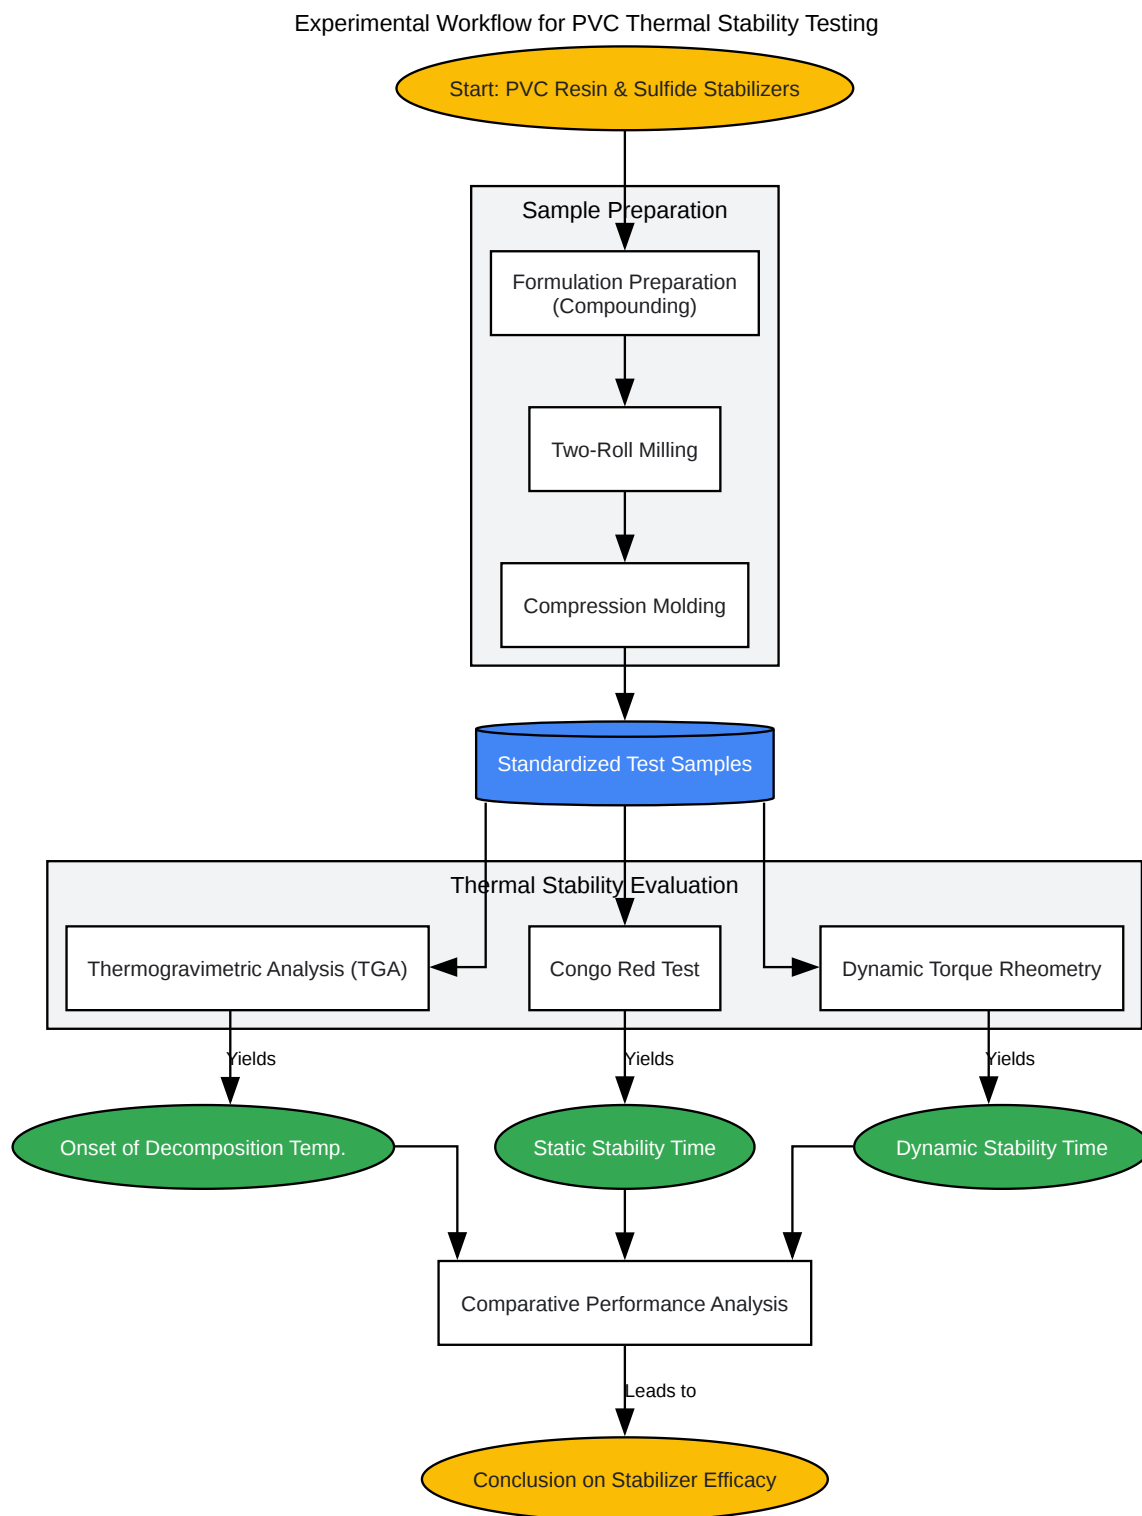 Experimental Workflow for PVC Thermal Stability Testing
Start: PVC Resin & Sulfide Stabilizers
Sample Preparation
Formulation Preparation
(Compounding)
Two-Roll Milling
Compression Molding
Standardized Test Samples
Thermal Stability Evaluation
Thermogravimetric Analysis (TGA)
Congo Red Test
Dynamic Torque Rheometry
Yields
Yields
Yields
Onset of Decomposition Temp.
Static Stability Time
Dynamic Stability Time
Comparative Performance Analysis
Leads to
Conclusion on Stabilizer Efficacy